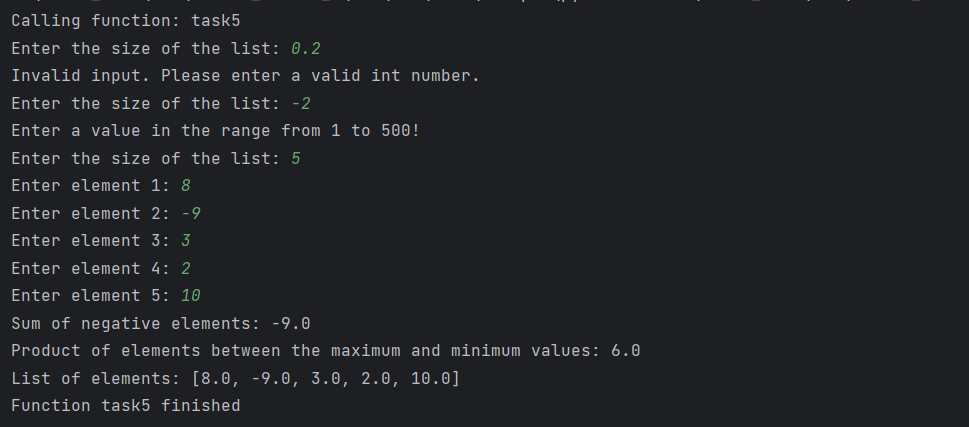 Calling function: task5
Enter the size of the list: 0.2
Invalid input. Please enter a valid int number.
Enter the size of the list: -2
Enter a value in the range from 1 to 500!
Enter the size of the list: 5
Enter element 1: 8
Enter element 2: -9
Enter element 3: 3
Enter element 4: 2
Enter element 5: 10
Sum of negative elements: -9.0
Product of elements between the maximum and minimum values: 6.0
List of elements: [8.0, -9.0, 3.0, 2.0, 10.0]
Function task5 finished